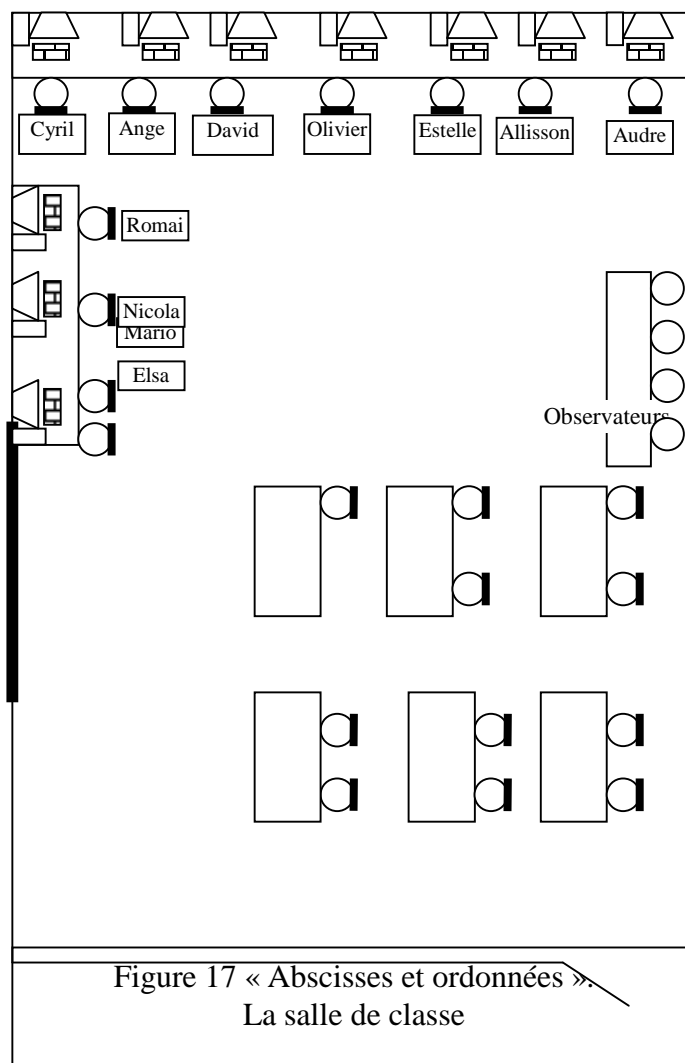 Cyril
Ange
David
Olivier
Estelle
Allisson
Audre
Romai
Nicola
Mario
Elsa
Observateurs
Figure 17 « Abscisses et ordonnées ».
La salle de classe